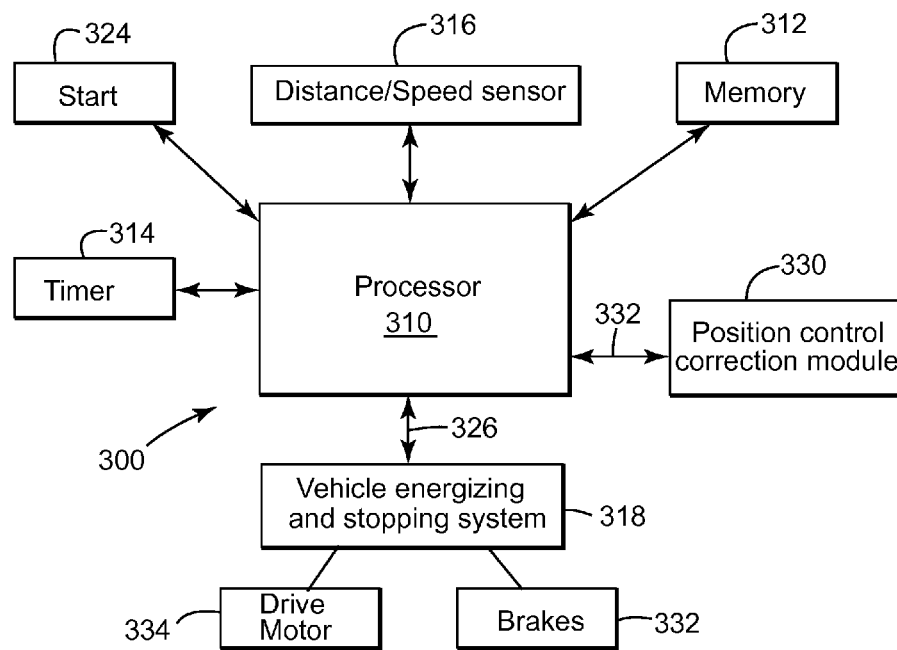 324
316
312
Start
Distance/Speed sensor
Memory
314
Timer
Processor
310
332
330
Position control
correction module
326
300
Vehicle energizing
and stopping system
318
334
Drive
Motor
Brakes
332